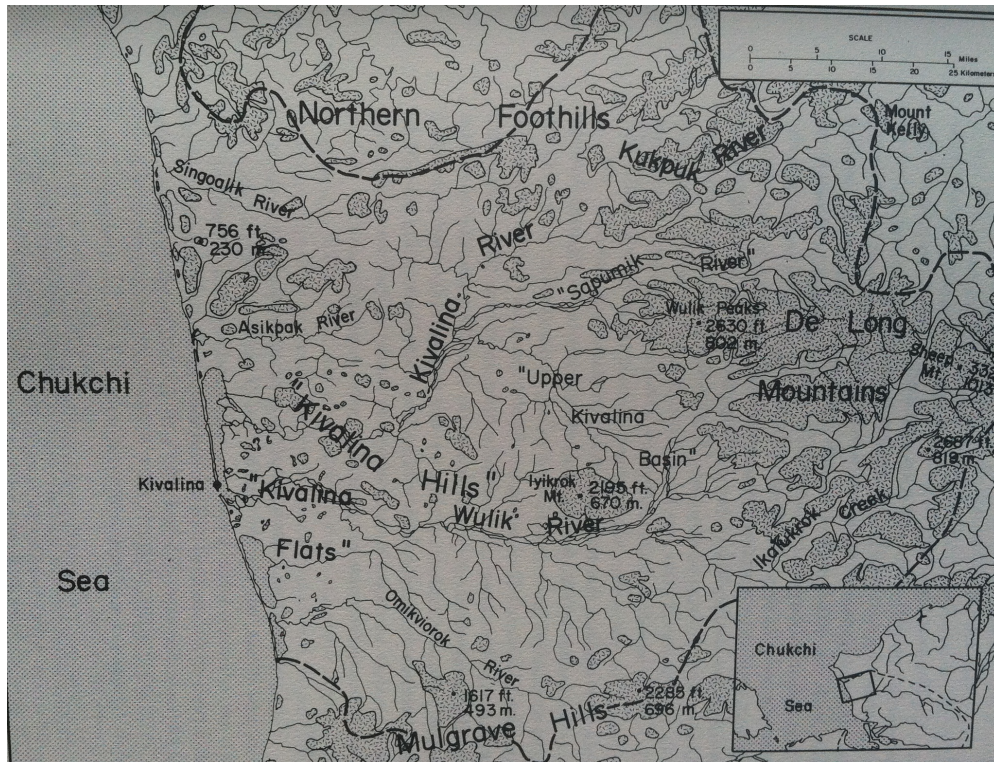 SCALE
0 5 10 15 Miles
0 5 10 15 20 25 Kilometers
Northern Foothills
Mount Kelly
Kukpuk River
Singoalik River
756 ft.
230 m.
River
"Sapumik River"
Wulik Peaks
2630 ft.
802 m.
De Long
Asikpak River
Kivalina
Sheep Mt.
Chukchi
"Upper
Mountains
"Kivalina
Kivalina
2687 ft.
819 m.
Basin"
Hills"
Iyikrok Mt.
2195 ft.
670 m.
Kivalina
"Kivalina
Wulik River
Creek
Flats"
Sea
Omikviorok River
Chukchi
Sea
1617 ft.
493 m.
2285 ft.
696 m.
Mulgrave Hills